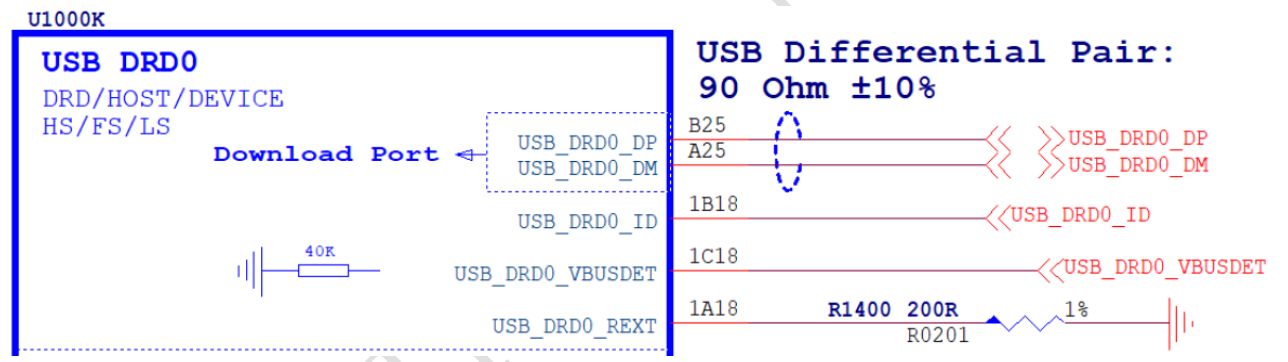 U1000K
USB DRD0
DRD/HOST/DEVICE
HS/FS/LS
Download Port
USB_DRD0_DP
USB_DRD0_DM
USB_DRD0_ID
40K
USB_DRD0_VBUSDET
USB_DRD0_REXT
USB Differential Pair:
90 Ohm ±10%
B25
USB_DRD0_DP
A25
USB_DRD0_DM
1B18
USB_DRD0_ID
1C18
USB_DRD0_VBUSDET
1A18
R1400 200R
1%
R0201